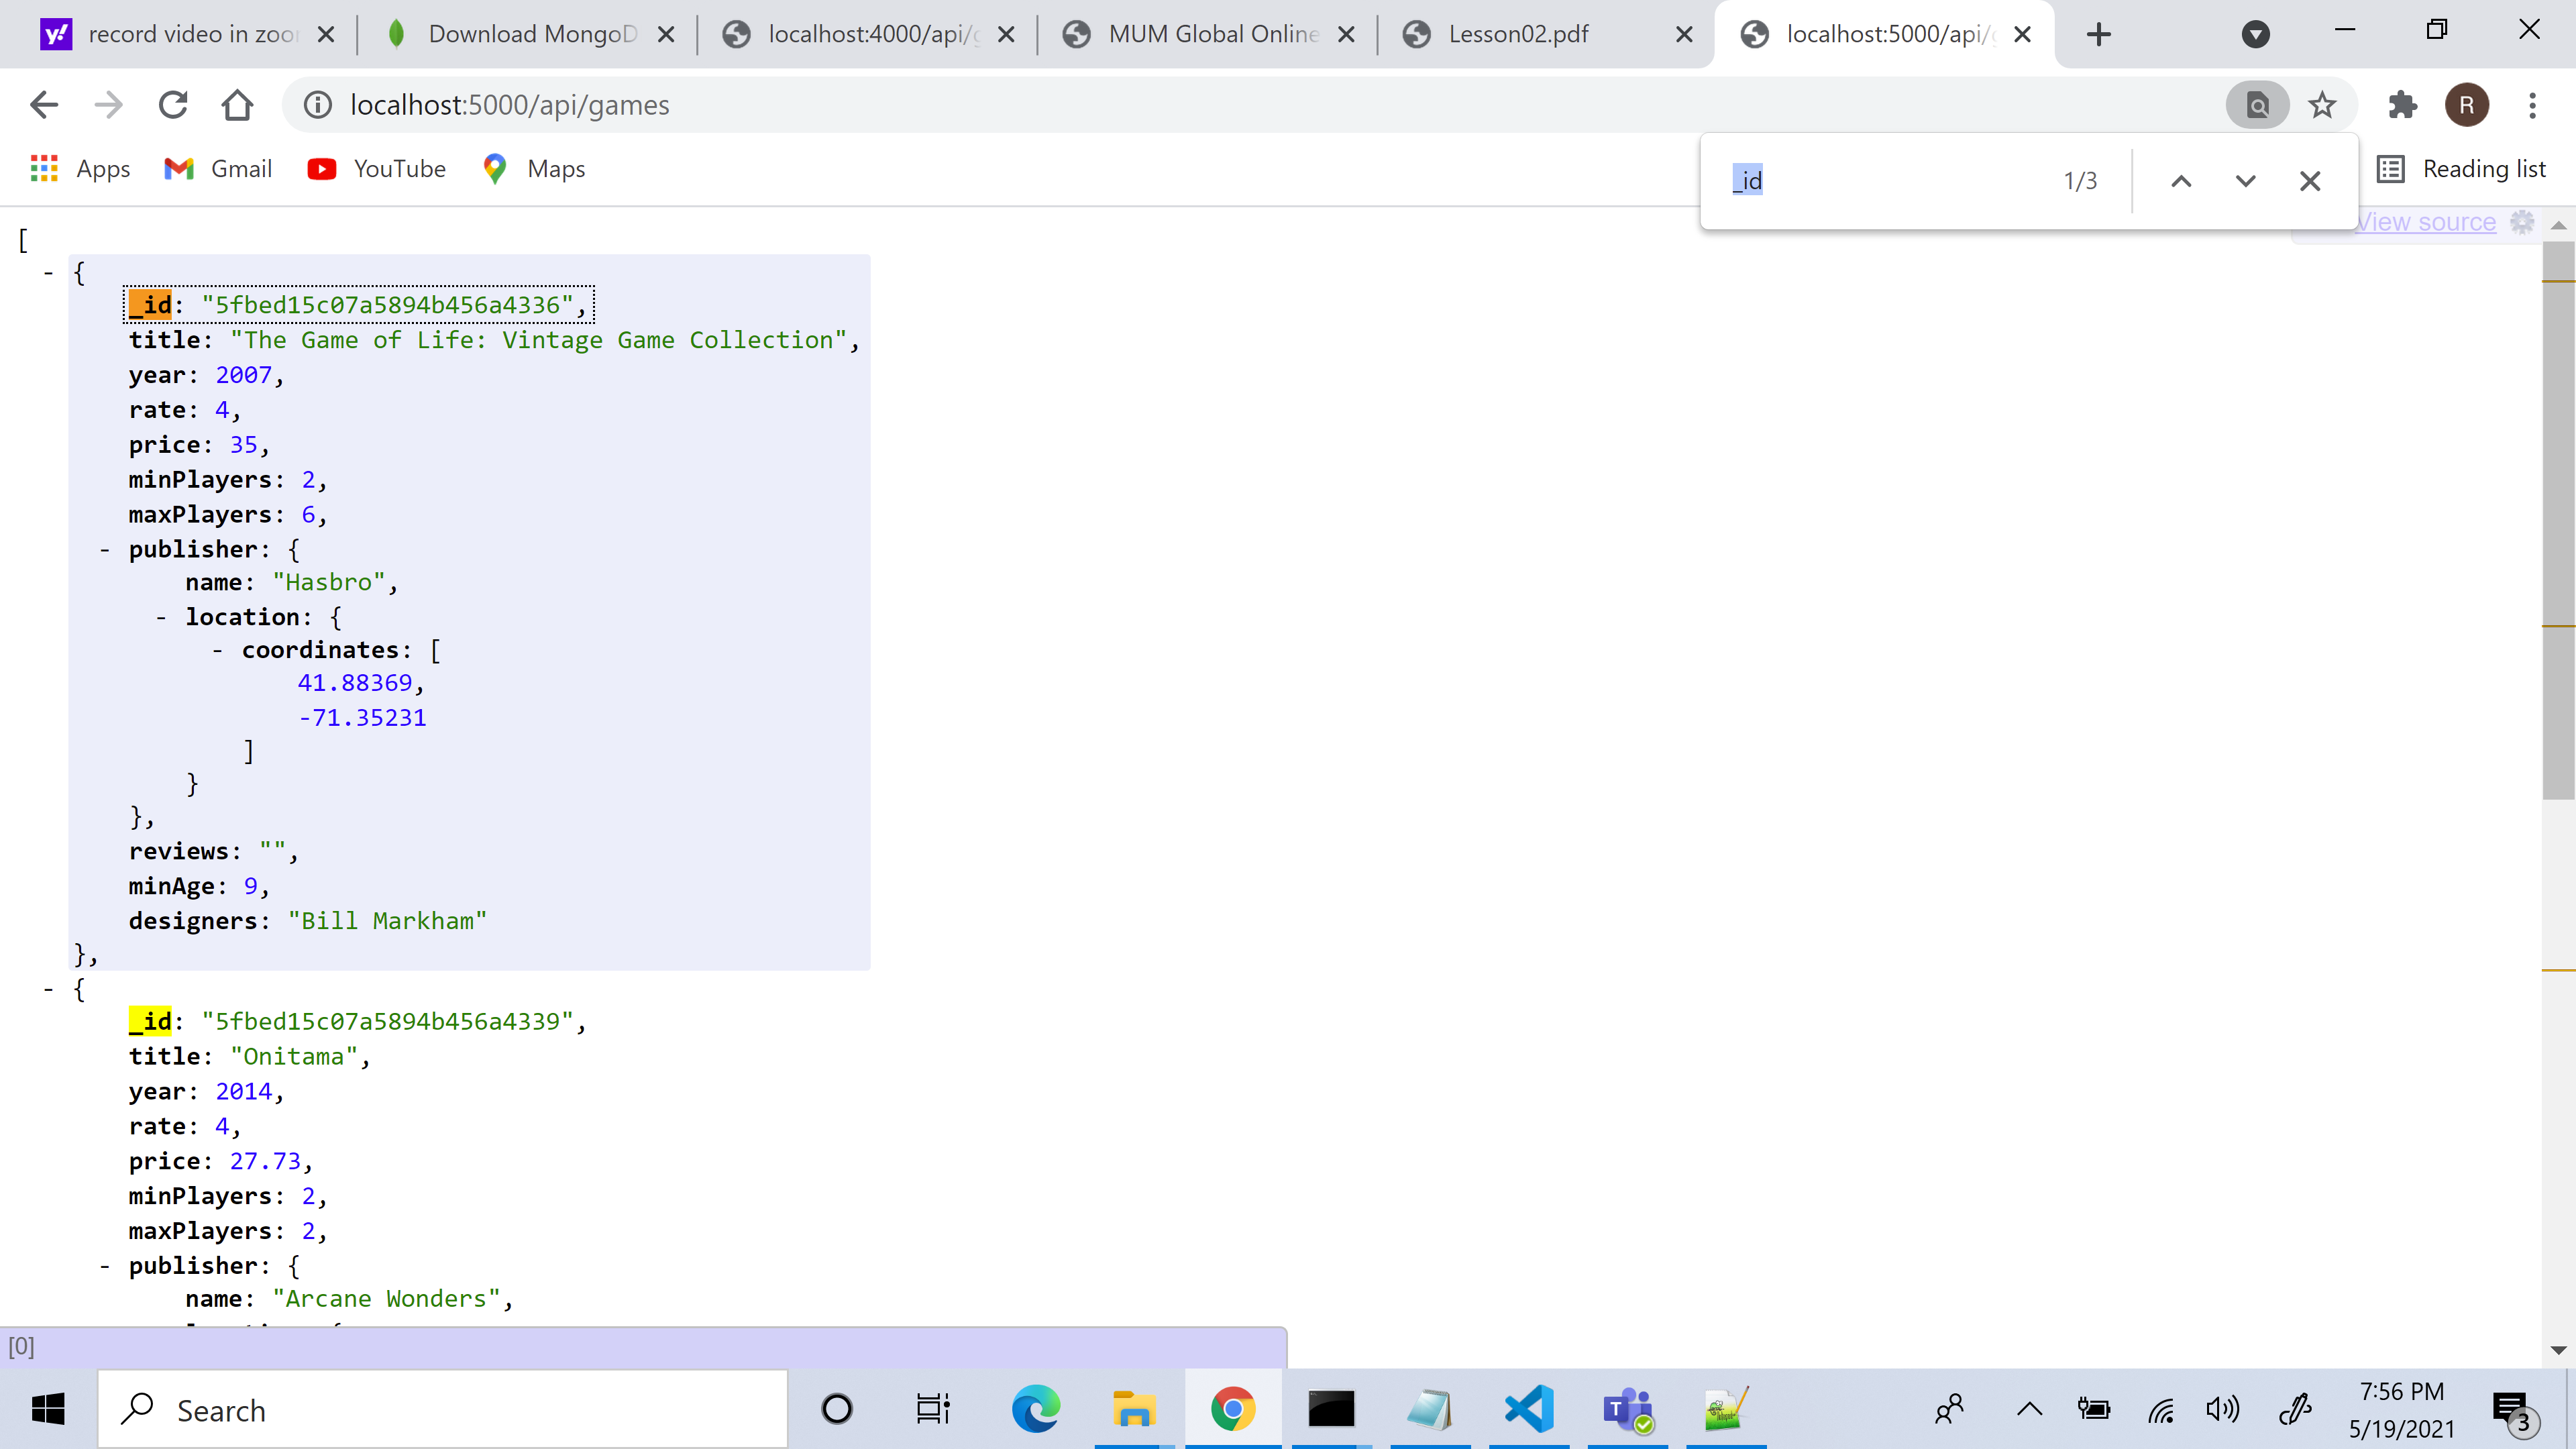 record video in zoo
Download MongoD
localhost:4000/api/g
MUM Global Online
Lesson02.pdf
localhost:5000/api/g
localhost:5000/api/games
R
Apps
Gmail
YouTube
Maps
_id
1/3
Reading list
View source
[
- {
_id: "5fbed15c07a5894b456a4336",
title: "The Game of Life: Vintage Game Collection",
year: 2007,
rate: 4,
price: 35,
minPlayers: 2,
maxPlayers: 6,
- publisher: {
name: "Hasbro",
- location: {
- coordinates: [
41.88369,
-71.35231
]
}
},
reviews: "",
minAge: 9,
designers: "Bill Markham"
},
- {
_id: "5fbed15c07a5894b456a4339",
title: "Onitama",
year: 2014,
rate: 4,
price: 27.73,
minPlayers: 2,
maxPlayers: 2,
- publisher: {
name: "Arcane Wonders",
[0]
Search
7:56 PM
5/19/2021
3